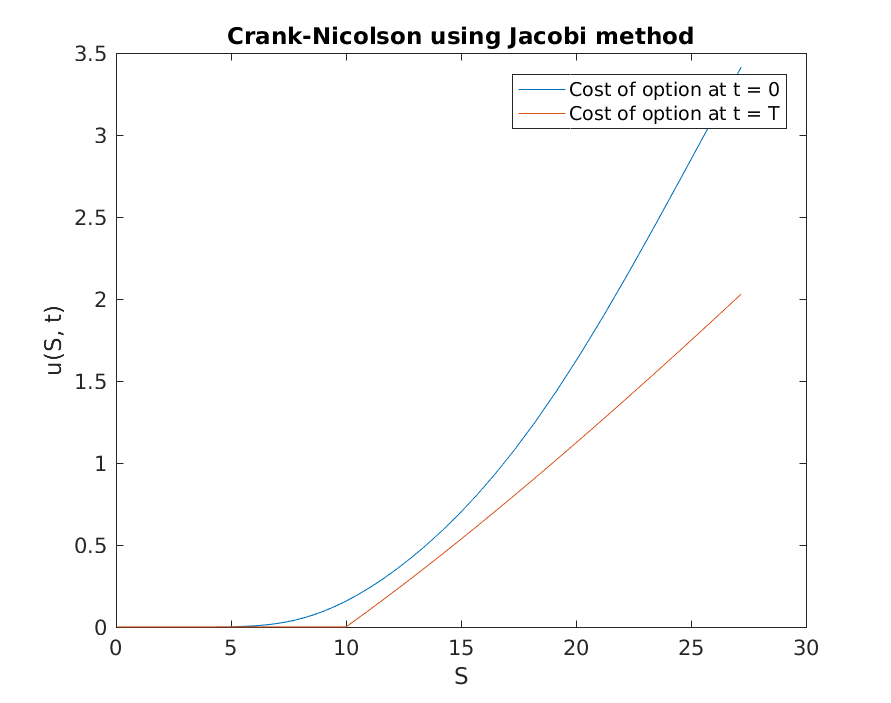 Crank-Nicolson using Jacobi method
3.5
3
2.5
2
1.5
1
0.5
0
u(S, t)
Cost of option at t = 0
Cost of option at t = T
0 5 10 15 20 25 30
S